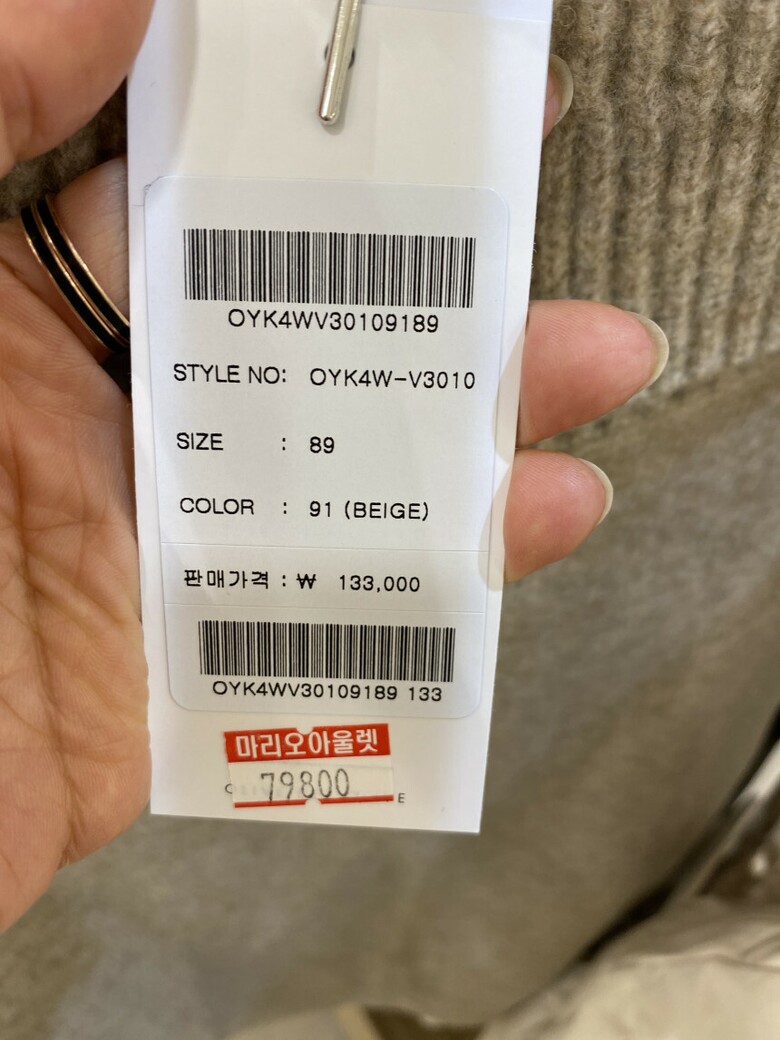 OYK4WV30109189
STYLE NO: OYK4W-V3010
SIZE : 89
COLOR : 91 (BEIGE)
판매가격 : ₩ 133,000
OYK4WV30109189 133
마리오아울렛
79800
E